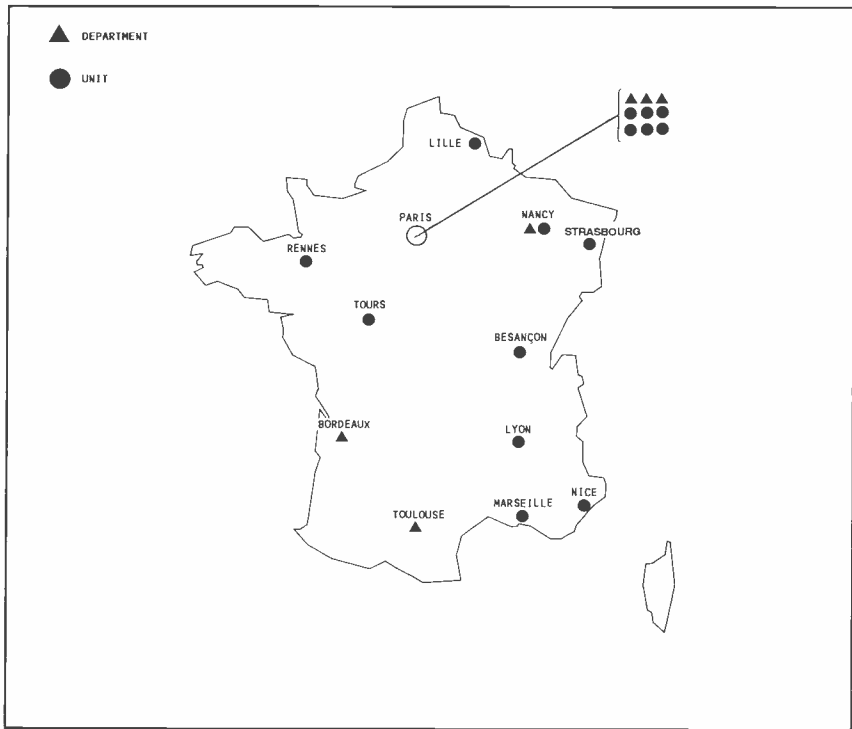 DEPARTMENT
UNIT
LILLE
PARIS
NANCY
STRASBOURG
RENNES
TOURS
BESANÇON
BORDEAUX
LYON
NICE
MARSEILLE
TOULOUSE